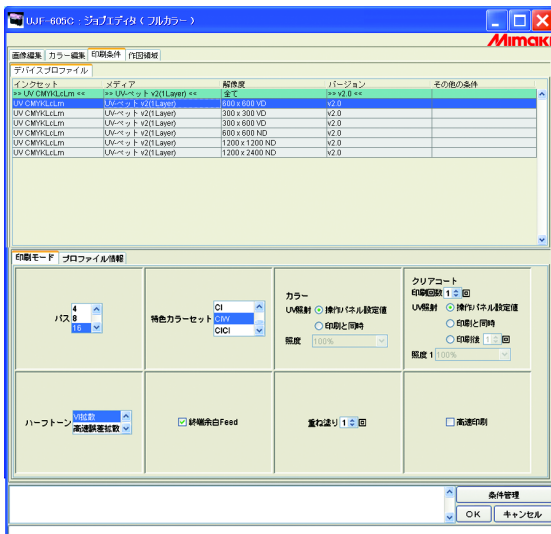 UJF-605C : ジョブエディタ ( フルカラー )
Mimaki
画像編集 カラー編集 印刷条件 作図領域
デバイスプロファイル
インクセット メディア 解像度 バージョン その他の条件
>> UV CMYKLcLm << >> UV-ペット v2(1Layer) << 全て >> v2.0 <<
UV CMYKLcLm UV-ペット v2(1Layer) 600 x 600 VD v2.0
UV CMYKLcLm UV-ペット v2(1Layer) 300 x 300 VD v2.0
UV CMYKLcLm UV-ペット v2(1Layer) 300 x 600 VD v2.0
UV CMYKLcLm UV-ペット v2(1Layer) 600 x 600 ND v2.0
UV CMYKLcLm UV-ペット v2(1Layer) 1200 x 1200 ND v2.0
UV CMYKLcLm UV-ペット v2(1Layer) 1200 x 2400 ND v2.0
印刷モード プロファイル情報
パス
4
8
16
特色カラーセット
Cl
ClW
ClCl
カラー
UV照射 操作パネル設定値
印刷と同時
照度 100%
クリアコート
印刷回数 1 回
UV照射 操作パネル設定値
印刷と同時
印刷後 1 回
照度 1 100%
ハーフトーン
VI拡散
高速誤差拡散
終端余白Feed
重ね塗り 1 回
高速印刷
条件管理
OK キャンセル